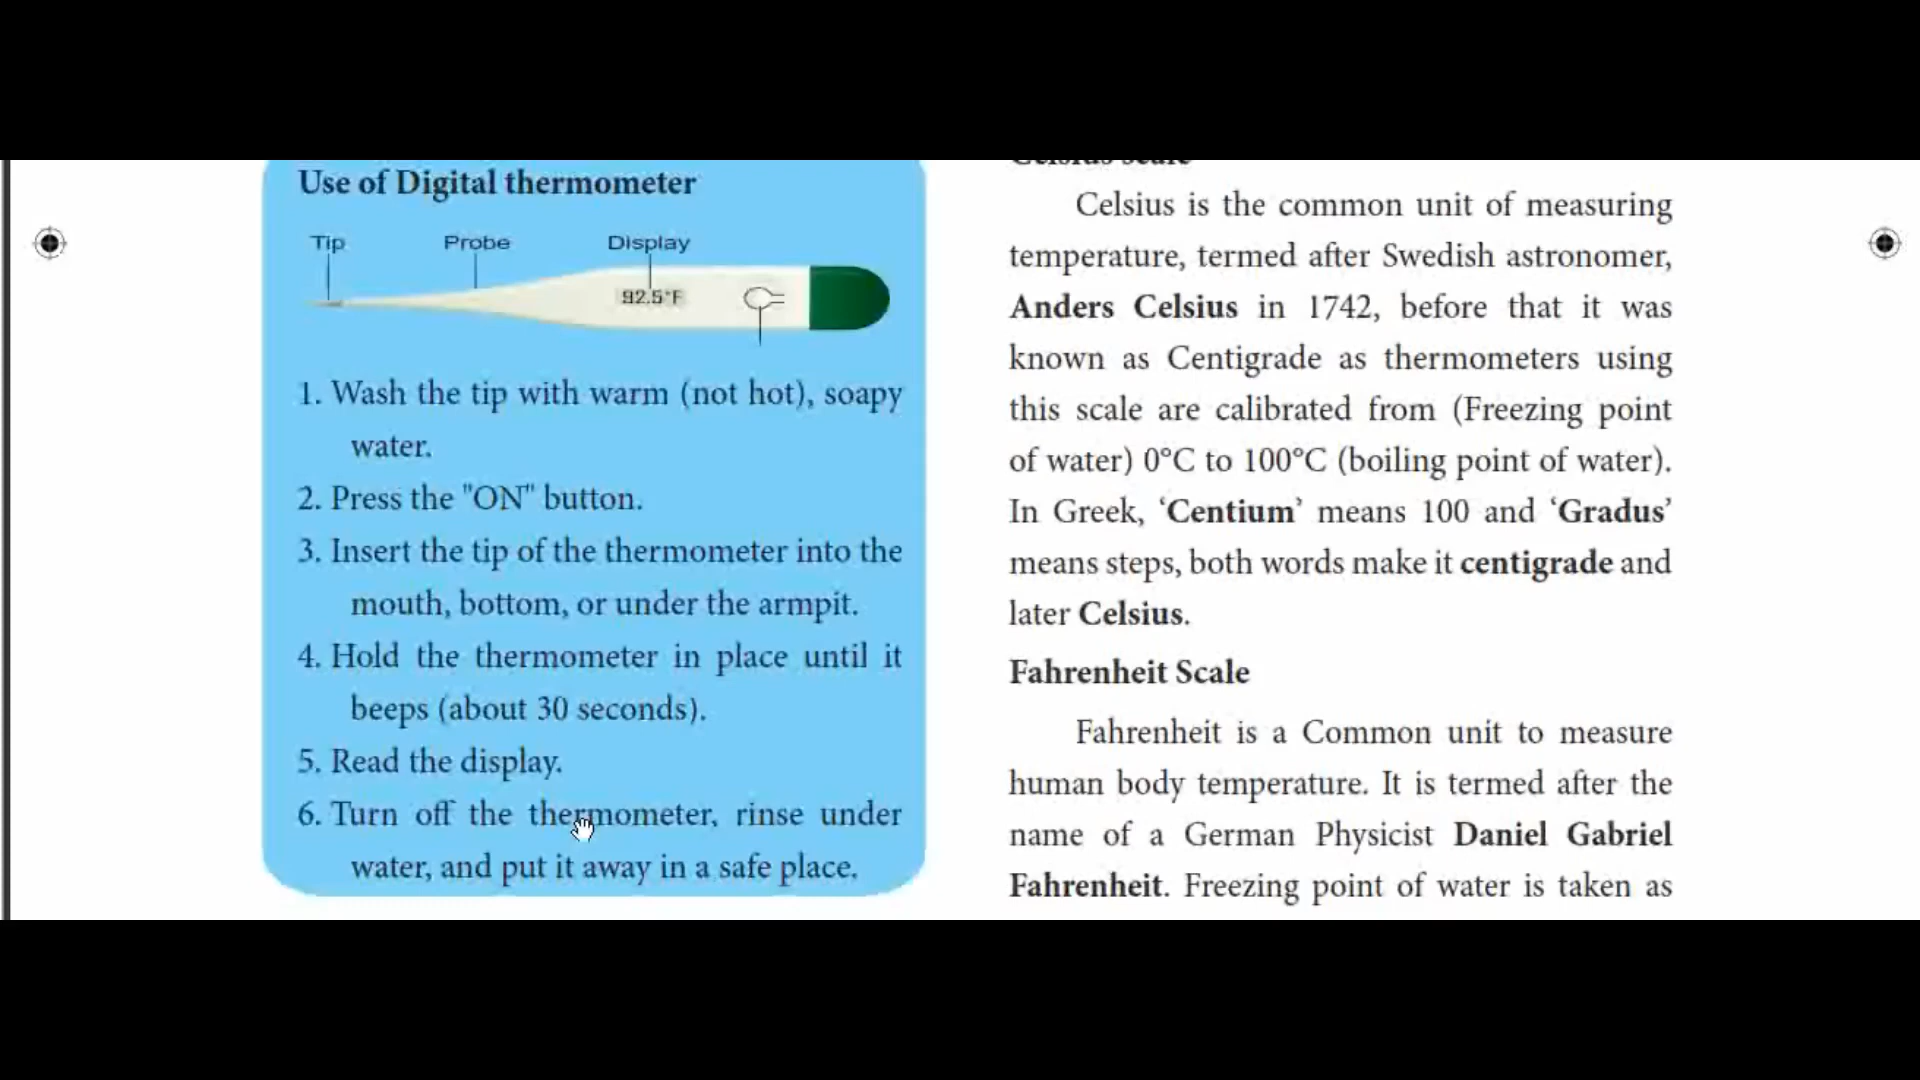 Use of Digital thermometer
Tip Probe Display
92.5°F
1. Wash the tip with warm (not hot), soapy
water.
2. Press the "ON" button.
3. Insert the tip of the thermometer into the
mouth, bottom, or under the armpit.
4. Hold the thermometer in place until it
beeps (about 30 seconds).
5. Read the display.
6. Turn off the thermometer, rinse under
water, and put it away in a safe place.
Celsius scale
Celsius is the common unit of measuring
temperature, termed after Swedish astronomer,
Anders Celsius in 1742, before that it was
known as Centigrade as thermometers using
this scale are calibrated from (Freezing point
of water) 0°C to 100°C (boiling point of water).
In Greek, ‘Centium’ means 100 and ‘Gradus’
means steps, both words make it centigrade and
later Celsius.
Fahrenheit Scale
Fahrenheit is a Common unit to measure
human body temperature. It is termed after the
name of a German Physicist Daniel Gabriel
Fahrenheit. Freezing point of water is taken as